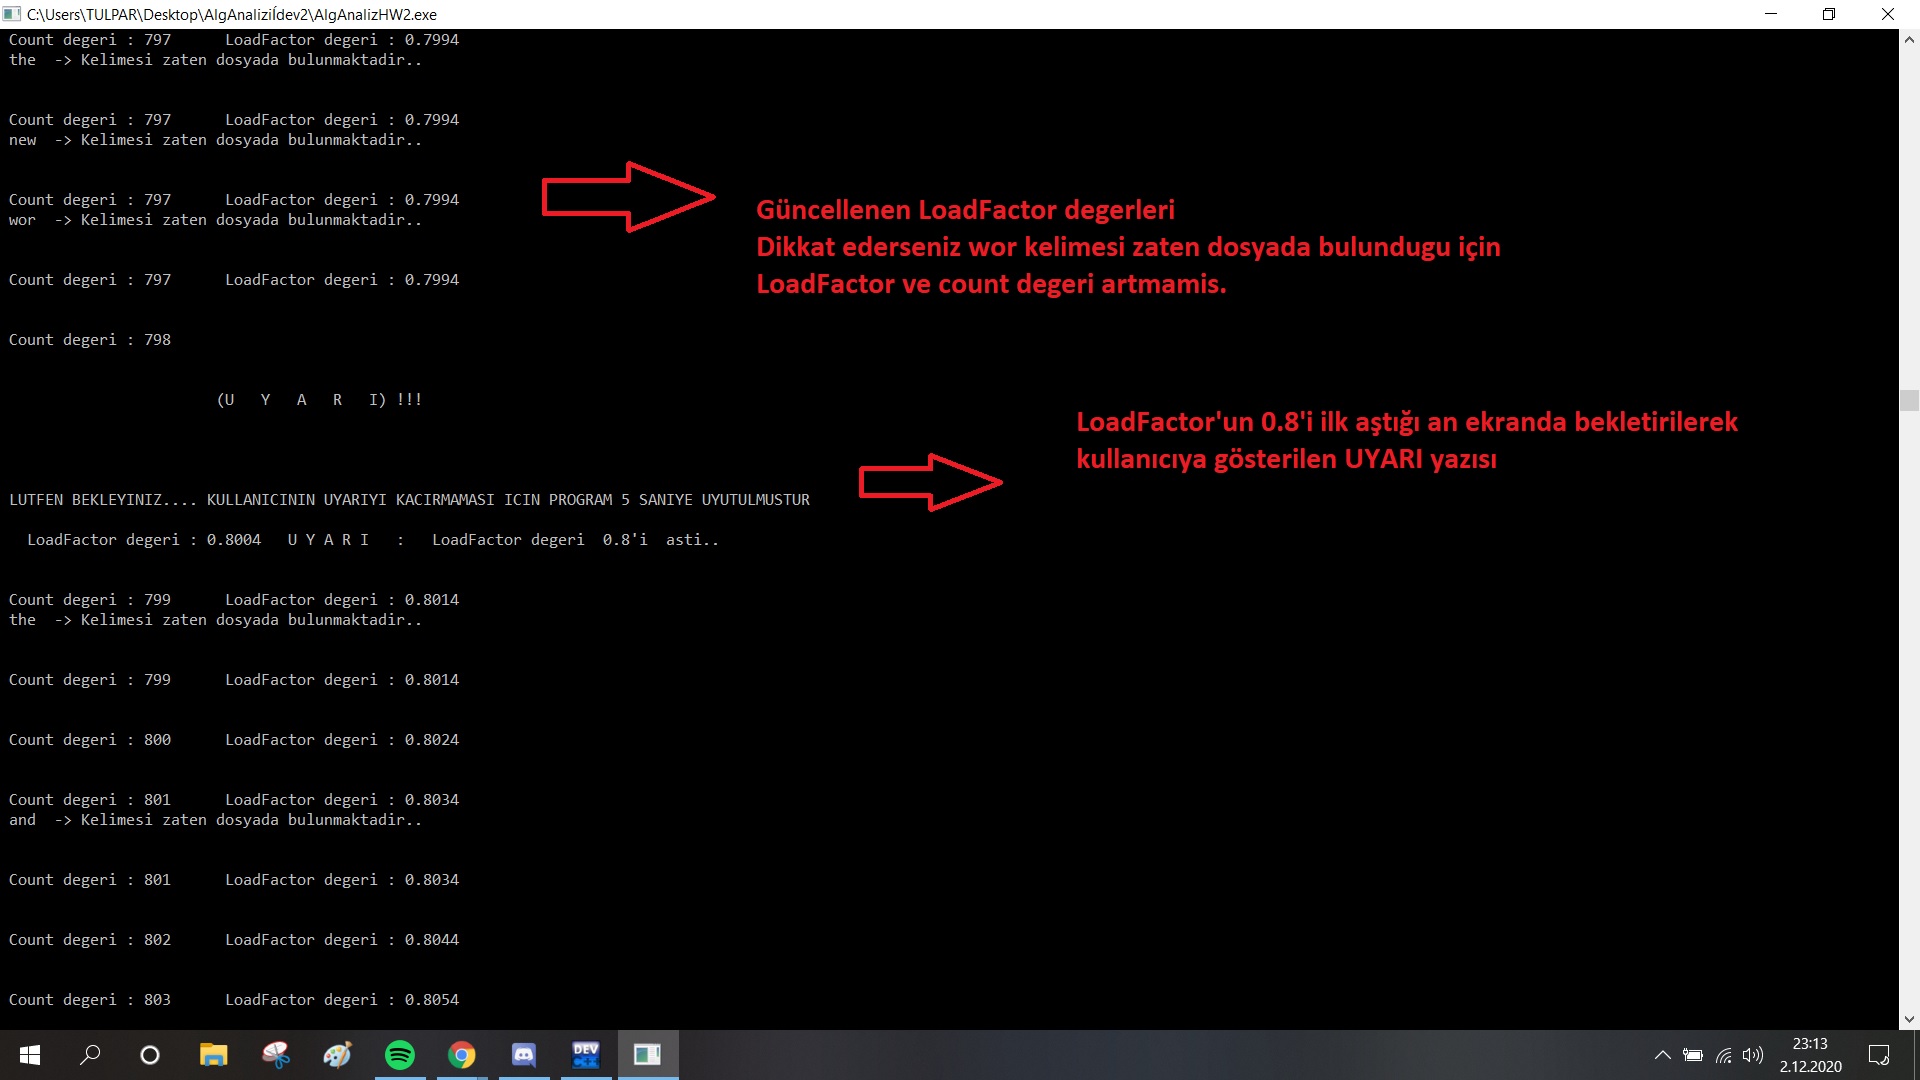 C:\Users\TULPAR\Desktop\AlgAnaliziÍdev2\AlgAnalizHW2.exe
Count degeri : 797      LoadFactor degeri : 0.7994
the  -> Kelimesi zaten dosyada bulunmaktadir..
Count degeri : 797      LoadFactor degeri : 0.7994
new  -> Kelimesi zaten dosyada bulunmaktadir..
Count degeri : 797      LoadFactor degeri : 0.7994
wor  -> Kelimesi zaten dosyada bulunmaktadir..
Güncellenen LoadFactor degerleri
Dikkat ederseniz wor kelimesi zaten dosyada bulundugu için
LoadFactor ve count degeri artmamis.
Count degeri : 797      LoadFactor degeri : 0.7994
Count degeri : 798
(U   Y   A   R   I) !!!
LoadFactor'un 0.8'i ilk aştığı an ekranda bekletirilerek
kullanıcıya gösterilen UYARI yazısı
LUTFEN BEKLEYINIZ.... KULLANICININ UYARIYI KACIRMAMASI ICIN PROGRAM 5 SANIYE UYUTULMUSTUR
LoadFactor degeri : 0.8004   U Y A R I   :   LoadFactor degeri  0.8'i  asti..
Count degeri : 799      LoadFactor degeri : 0.8014
the  -> Kelimesi zaten dosyada bulunmaktadir..
Count degeri : 799      LoadFactor degeri : 0.8014
Count degeri : 800      LoadFactor degeri : 0.8024
Count degeri : 801      LoadFactor degeri : 0.8034
and  -> Kelimesi zaten dosyada bulunmaktadir..
Count degeri : 801      LoadFactor degeri : 0.8034
Count degeri : 802      LoadFactor degeri : 0.8044
Count degeri : 803      LoadFactor degeri : 0.8054
DEV
23:13
2.12.2020